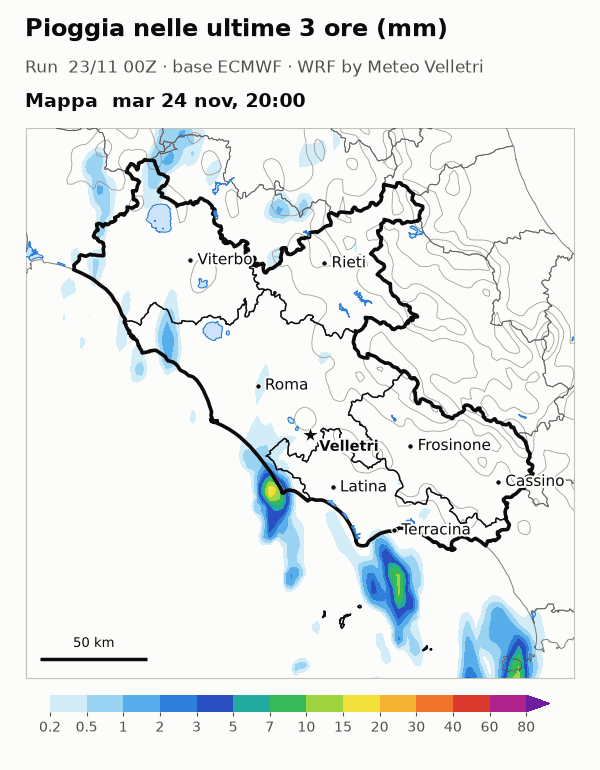 Pioggia nelle ultime 3 ore (mm)
Run  23/11 00Z · base ECMWF · WRF by Meteo Velletri
Mappa  mar 24 nov, 20:00
Viterbo
Rieti
Roma
Velletri
Frosinone
Latina
Cassino
Terracina
50 km
0.2 0.5 1 2 3 5 7 10 15 20 30 40 60 80